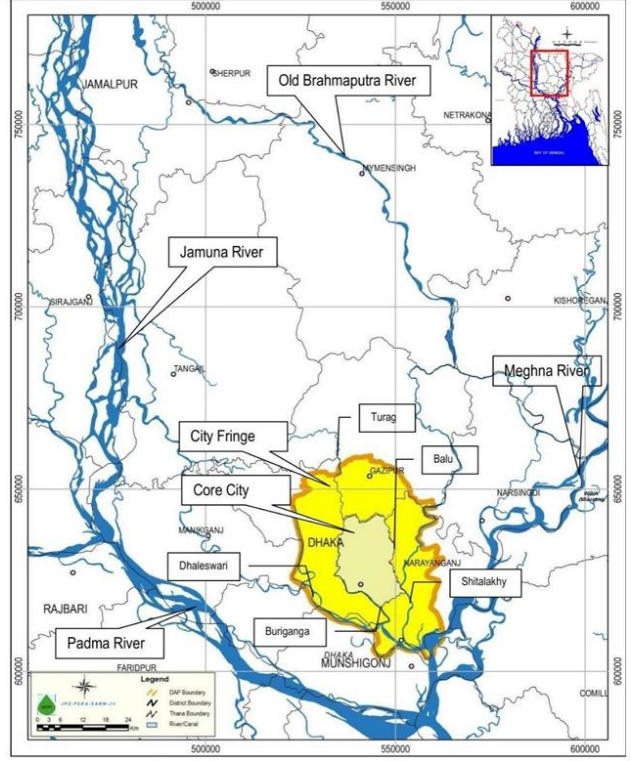 500000
550000
600000
JAMALPUR
SHERPUR
Old Brahmaputra River
NETRAKONA
BAY OF BENGAL
750000
750000
MYMENSINGH
Jamuna River
SIRAJGANJ
KISHOREGANJ
700000
700000
TANGAIL
Meghna River
Turag
City Fringe
Balu
GAZIPUR
Core City
650000
650000
NARSINGDI
MANIKGANJ
DHAKA
Dhaleswari
NARAYANGANJ
Shitalakhy
RAJBARI
Buriganga
Padma River
DHAKA
MUNSHIGONJ
FARIDPUR
600000
600000
COMILL
Legend
DAP Boundary
District Boundary
Thana Boundary
River/Canal
0 3 6 12 18 24
Km
500000
550000
600000